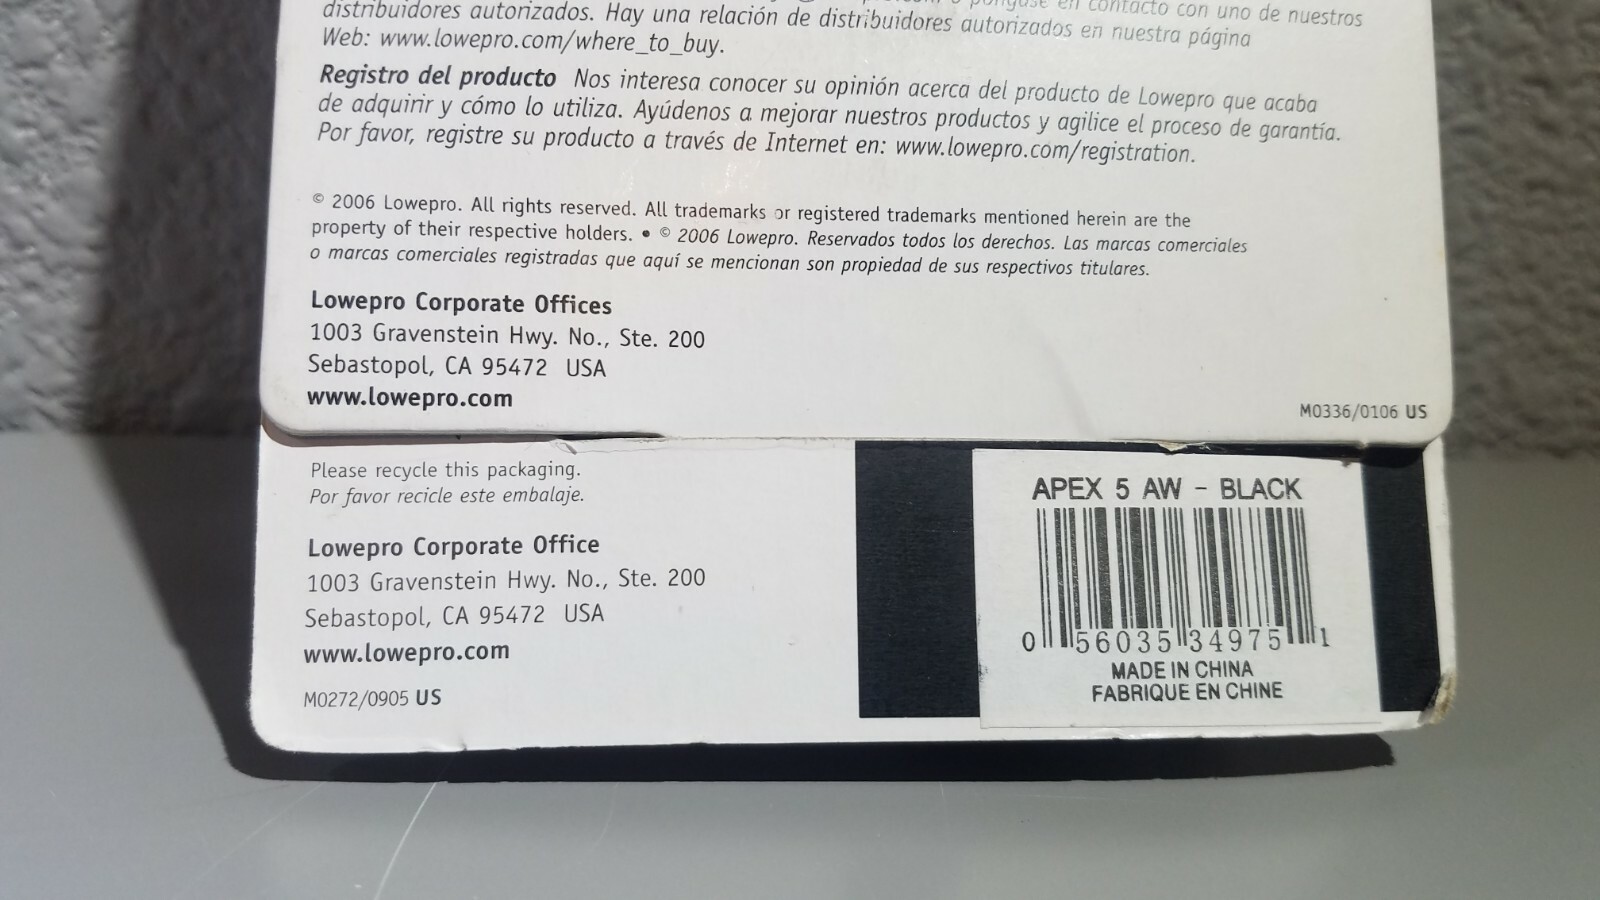 pónguse en contacto con uno de nuestros
distribuidores autorizados. Hay una relación de distribuidores autorizados en nuestra página
Web: www.lowepro.com/where_to_buy.
Registro del producto Nos interesa conocer su opinión acerca del producto de Lowepro que acaba
de adquirir y cómo lo utiliza. Ayúdenos a mejorar nuestros productos y agilice el proceso de garantía.
Por favor, registre su producto a través de Internet en: www.lowepro.com/registration.
© 2006 Lowepro. All rights reserved. All trademarks or registered trademarks mentioned herein are the
property of their respective holders. • © 2006 Lowepro. Reservados todos los derechos. Las marcas comerciales
o marcas comerciales registradas que aquí se mencionan son propiedad de sus respectivos titulares.
Lowepro Corporate Offices
1003 Gravenstein Hwy. No., Ste. 200
Sebastopol, CA 95472 USA
www.lowepro.com
M0336/0106 US
Please recycle this packaging.
Por favor recicle este embalaje.
Lowepro Corporate Office
1003 Gravenstein Hwy. No., Ste. 200
Sebastopol, CA 95472 USA
www.lowepro.com
M0272/0905 US
APEX 5 AW - BLACK
0 56035 34975 1
MADE IN CHINA
FABRIQUE EN CHINE